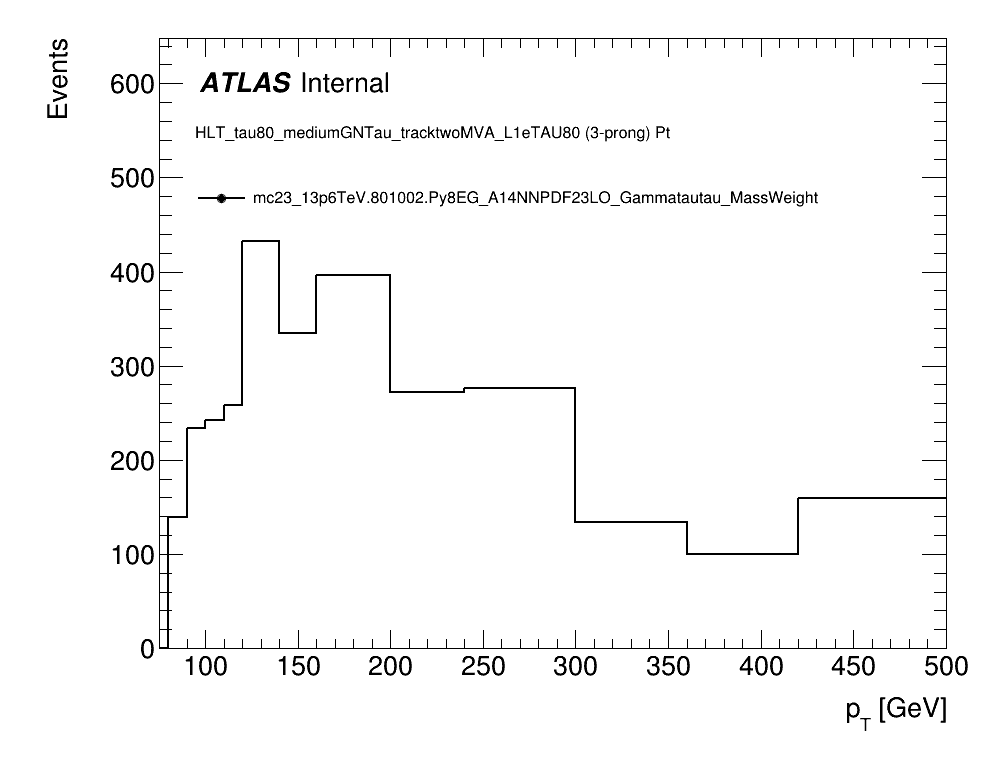 Events
600
500
400
300
200
100
0
ATLAS Internal
HLT_tau80_mediumGNTau_tracktwoMVA_L1eTAU80 (3-prong) Pt
mc23_13p6TeV.801002.Py8EG_A14NNPDF23LO_Gammatautau_MassWeight
100 150 200 250 300 350 400 450 500
pT [GeV]